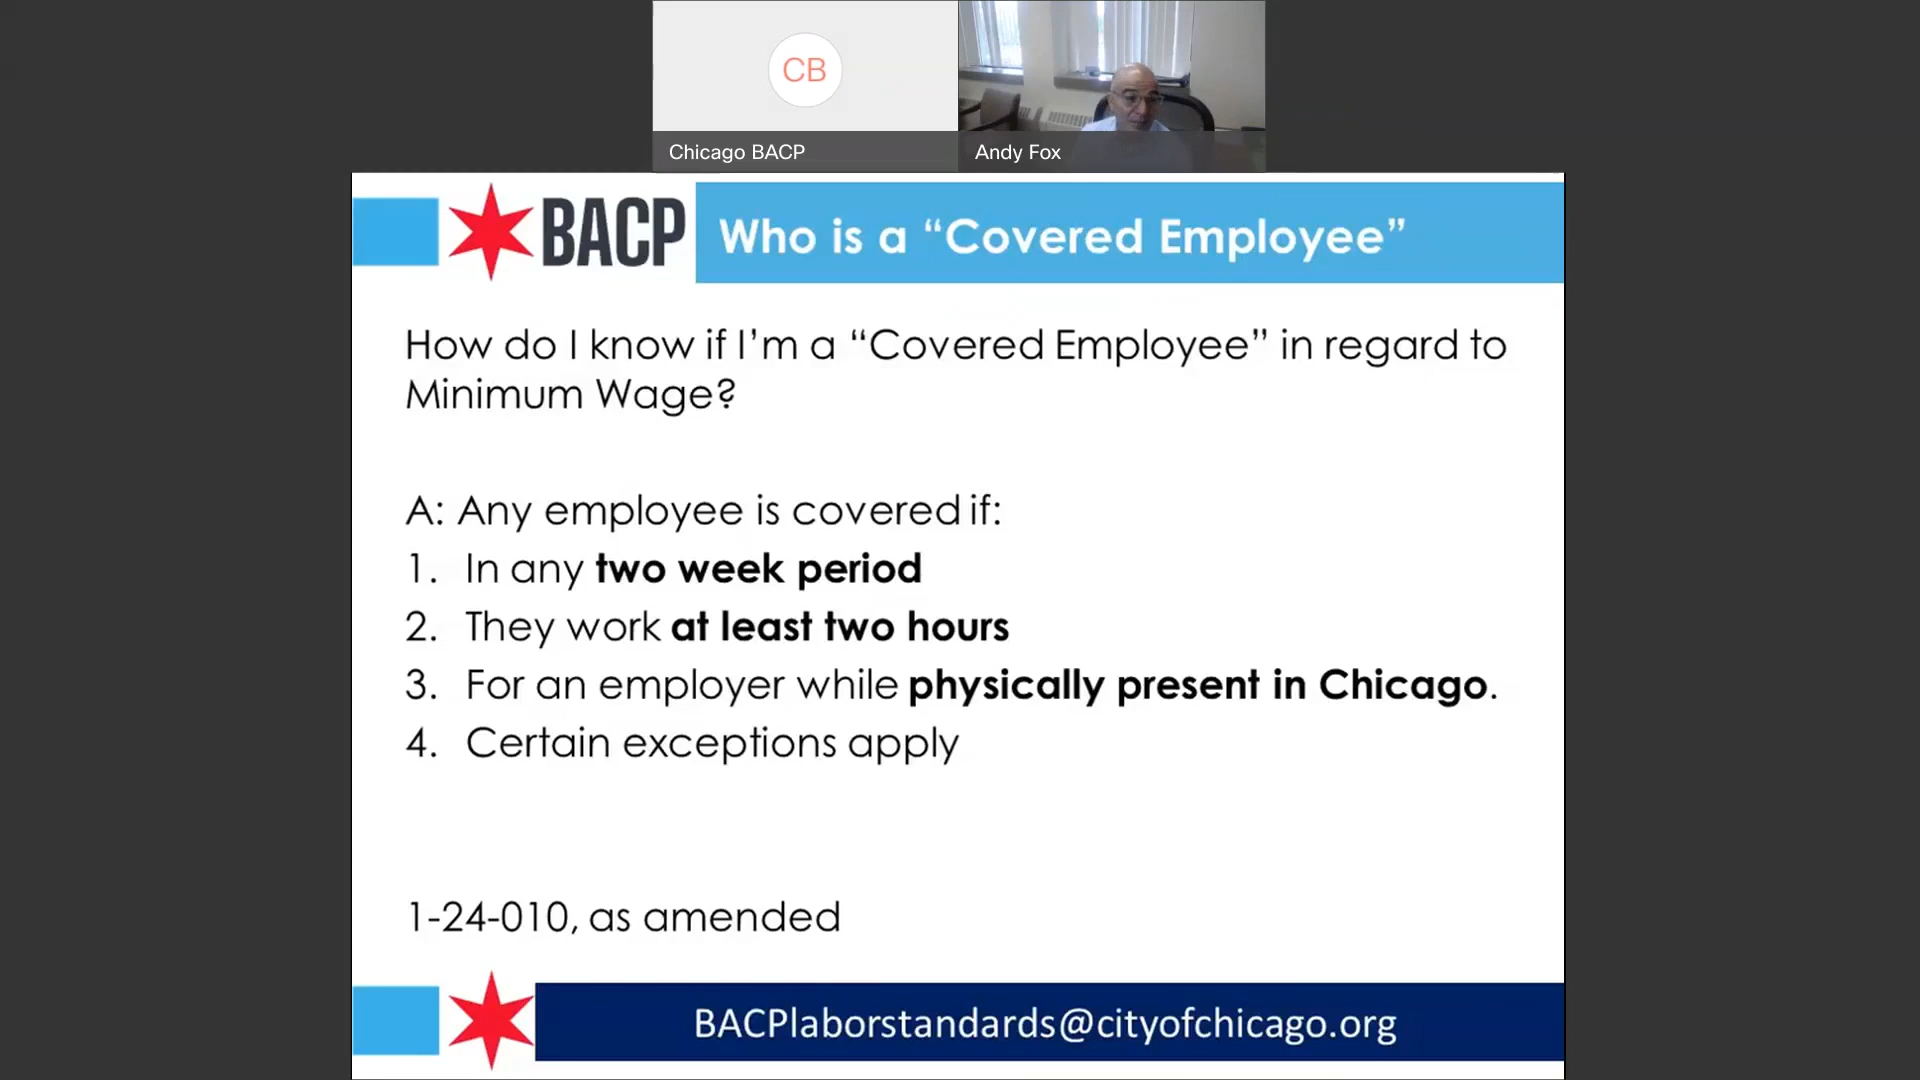 CB
Chicago BACP
Andy Fox
BACP
Who is a “Covered Employee”
How do I know if I’m a “Covered Employee” in regard to
Minimum Wage?
A: Any employee is covered if:
1. In any two week period
2. They work at least two hours
3. For an employer while physically present in Chicago.
4. Certain exceptions apply
1-24-010, as amended
BACPlaborstandards@cityofchicago.org